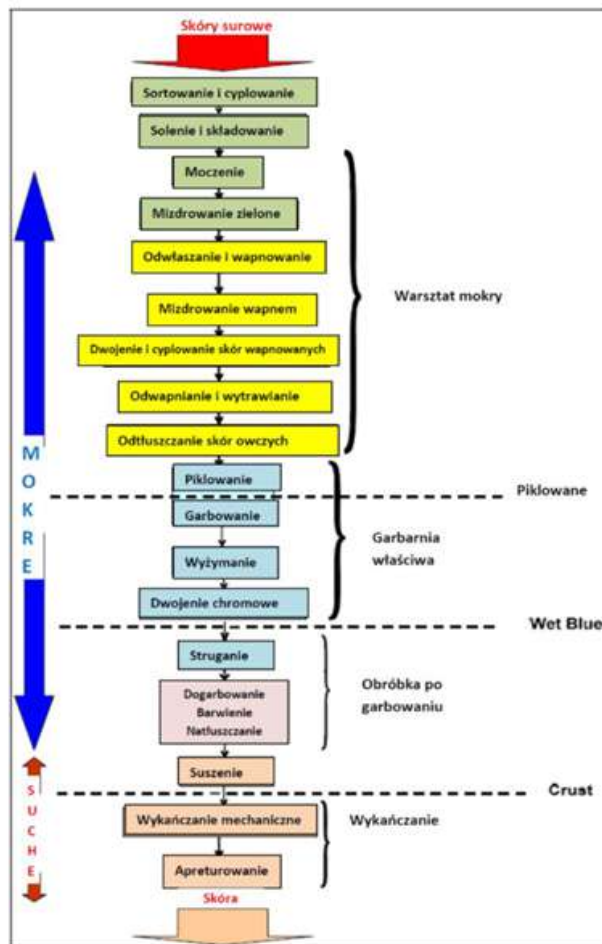 Skóry surowe
Sortowanie i cyplowanie
Solenie i składowanie
Moczenie
Mizdrowanie zielone
Odwłaszanie i wapnowanie
Mizdrowanie wapnem
Dwojenie i cyplowanie skór wapnowanych
Odwapnianie i wytrawianie
Odtłuszczanie skór owczych
Warsztat mokry
Piklowanie
Piklowane
Garbowanie
Wyżymanie
Dwojenie chromowe
Garbarnia
właściwa
Wet Blue
Struganie
Dogarbowanie
Barwienie
Natłuszczanie
Obróbka po
garbowaniu
Suszenie
Crust
Wykańczanie mechaniczne
Wykańczanie
Apreturowanie
Skóra
MOKRE
SUCHE